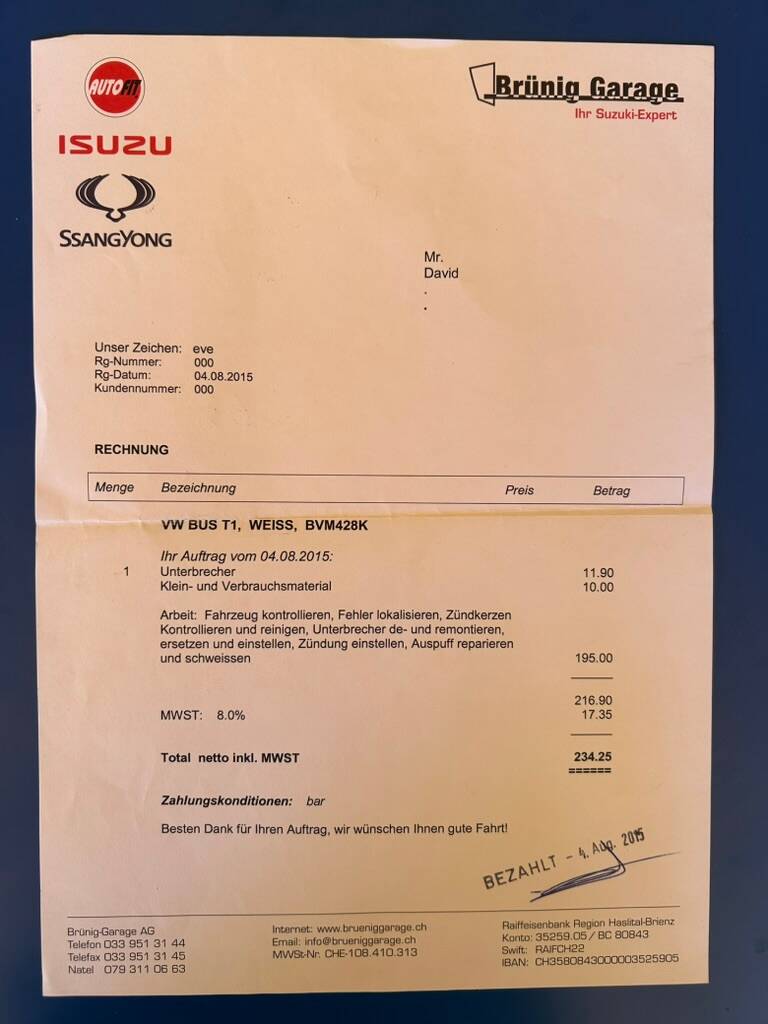 AUTOFIT
Brünig Garage
Ihr Suzuki-Expert
ISUZU
SSANGYONG
Mr.
David
.
.
Unser Zeichen: eve
Rg-Nummer: 000
Rg-Datum: 04.08.2015
Kundennummer: 000
RECHNUNG
Menge Bezeichnung Preis Betrag
VW BUS T1, WEISS, BVM428K
Ihr Auftrag vom 04.08.2015:
1 Unterbrecher 11.90
Klein- und Verbrauchsmaterial 10.00
Arbeit: Fahrzeug kontrollieren, Fehler lokalisieren, Zündkerzen
Kontrollieren und reinigen, Unterbrecher de- und remontieren,
ersetzen und einstellen, Zündung einstellen, Auspuff reparieren
und schweissen 195.00
216.90
MWST: 8.0% 17.35
Total netto inkl. MWST 234.25
======
Zahlungskonditionen: bar
Besten Dank für Ihren Auftrag, wir wünschen Ihnen gute Fahrt!
BEZAHLT - 4. Aug. 2015
Brünig-Garage AG
Telefon 033 951 31 44
Telefax 033 951 31 45
Natel 079 311 06 63
Internet: www.brueniggarage.ch
Email: info@brueniggarage.ch
MWSt-Nr. CHE-108.410.313
Raiffeisenbank Region Haslital-Brienz
Konto: 35259.05 / BC 80843
Swift: RAIFCH22
IBAN: CH3580843000003525905